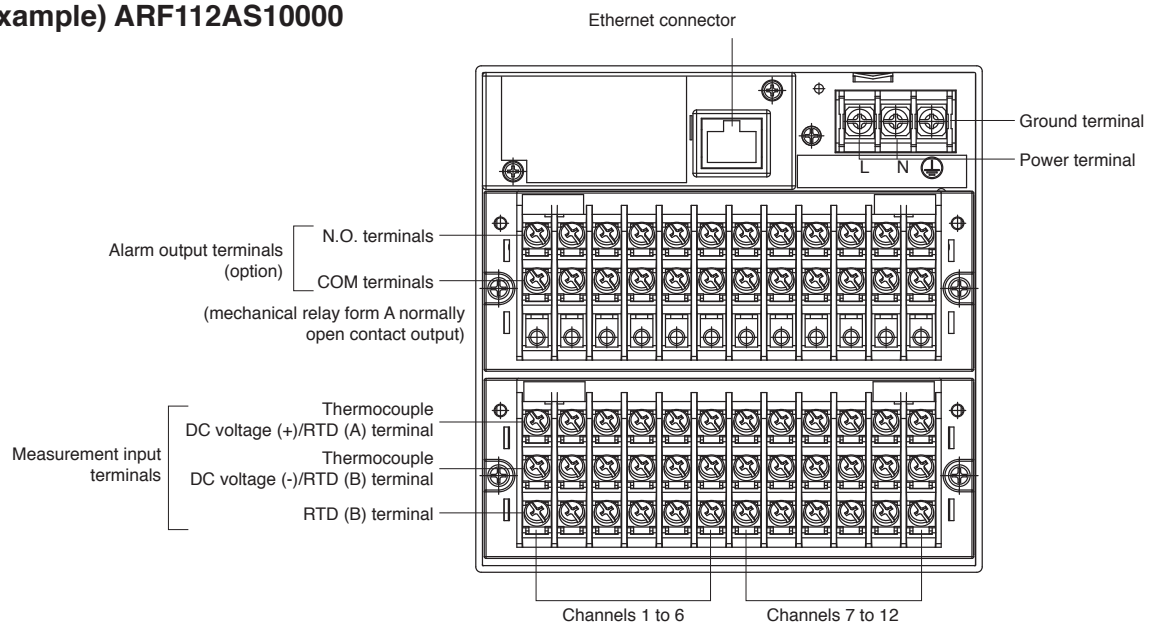 xample) ARF112AS10000
Ethernet connector
Ground terminal
Power terminal
L N
N.O. terminals
Alarm output terminals
(option)
COM terminals
(mechanical relay form A normally
open contact output)
Thermocouple
DC voltage (+)/RTD (A) terminal
Thermocouple
DC voltage (-)/RTD (B) terminal
RTD (B) terminal
Measurement input
terminals
Channels 1 to 6
Channels 7 to 12